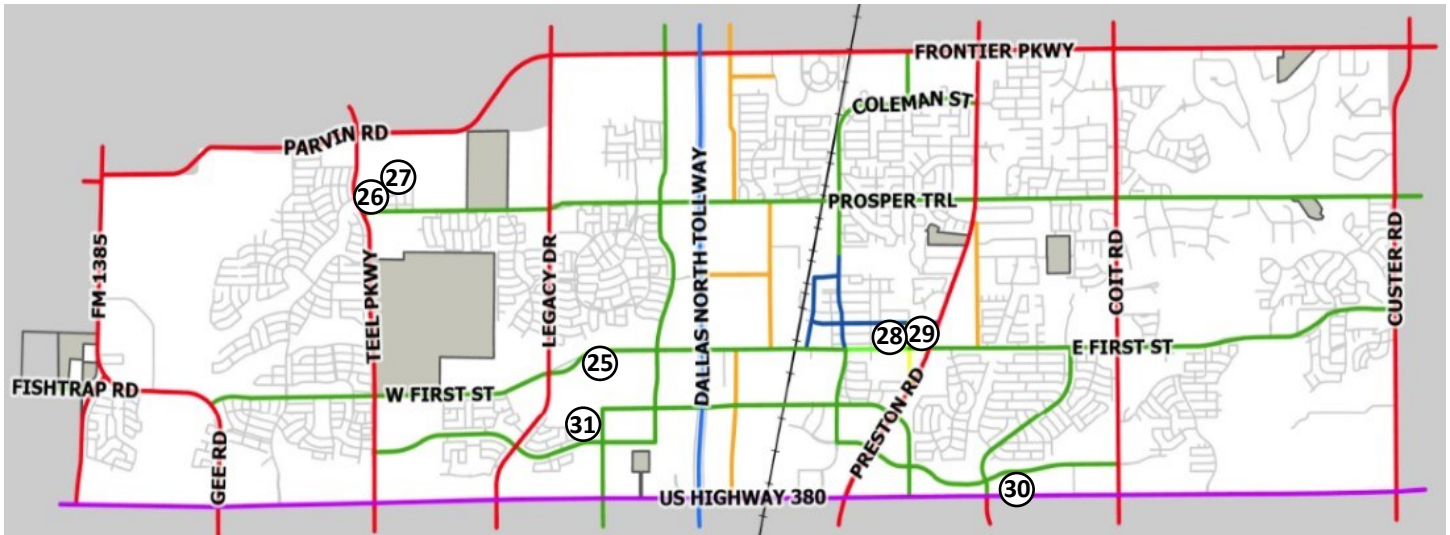 FRONTIER PKWY
COLEMAN ST
PARVIN RD
27
26
PROSPER TRL
DALLAS NORTH TOLLWAY
FM 1385
TEEL PKWY
LEGACY DR
COIT RD
CUSTER RD
28
29
E FIRST ST
25
FISHTRAP RD
W FIRST ST
31
PRESTON RD
GEE RD
US HIGHWAY 380
30